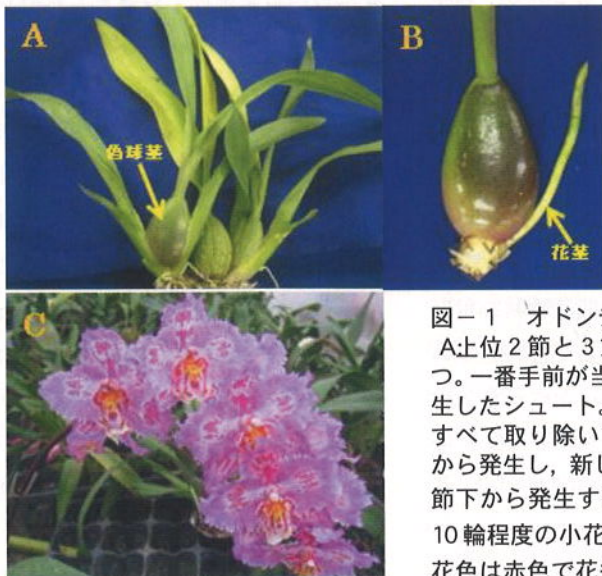 A
偽球茎
B
花茎
C
図－1 オドン
A:上位2節と3
つ。一番手前が当
生したシュート。
すべて取り除い
から発生し，新し
節下から発生す
10輪程度の小花
花色は赤色で花